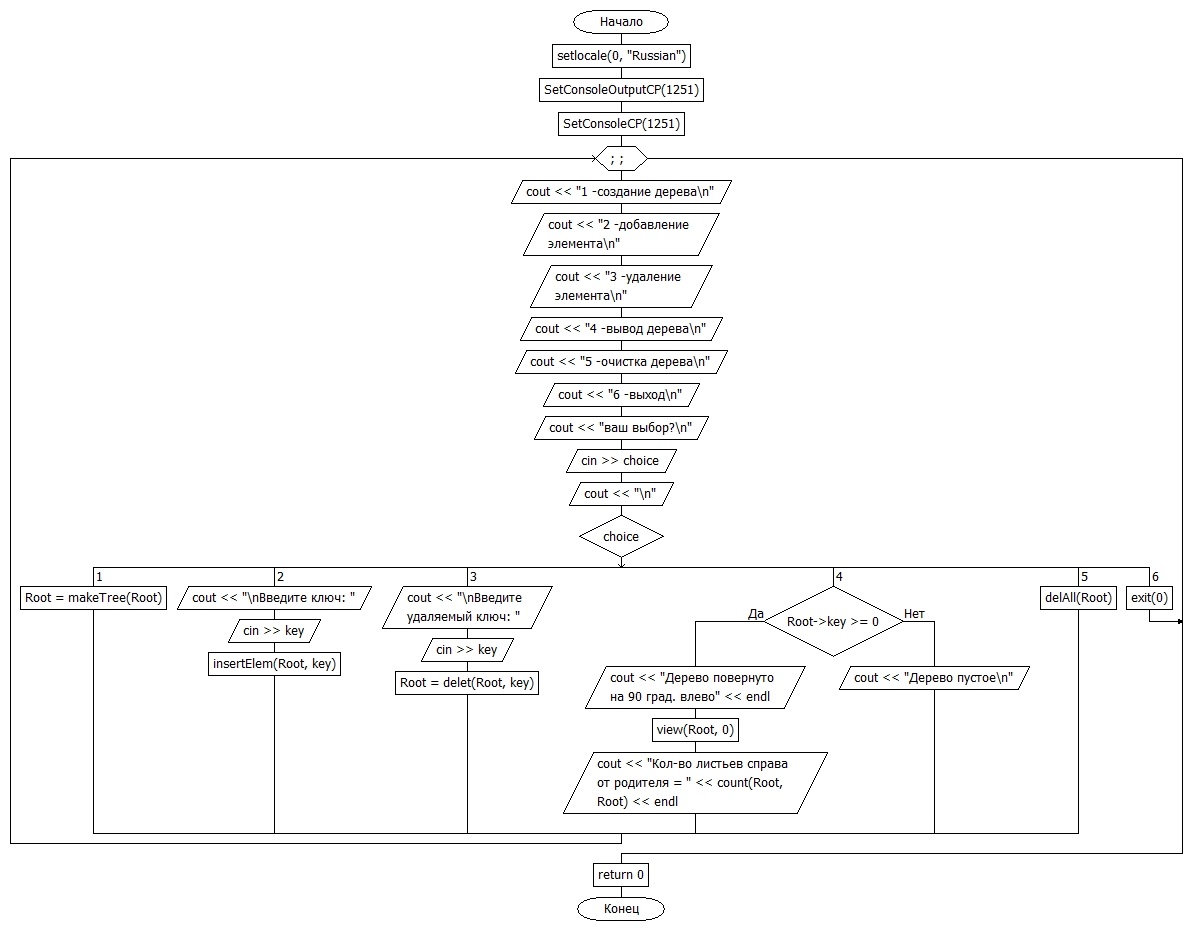 Начало
setlocale(0, "Russian")
SetConsoleOutputCP(1251)
SetConsoleCP(1251)
; ;
cout << "1 -создание дерева\n"
cout << "2 -добавление
элемента\n"
cout << "3 -удаление
элемента\n"
cout << "4 -вывод дерева\n"
cout << "5 -очистка дерева\n"
cout << "6 -выход\n"
cout << "ваш выбор?\n"
cin >> choice
cout << "\n"
choice
1
Root = makeTree(Root)
2
cout << "\nВведите ключ: "
cin >> key
insertElem(Root, key)
3
cout << "\nВведите
удаляемый ключ: "
cin >> key
Root = delet(Root, key)
4
Root->key >= 0
Да
cout << "Дерево повернуто
на 90 град. влево" << endl
view(Root, 0)
cout << "Кол-во листьев справа
от родителя = " << count(Root,
Root) << endl
Нет
cout << "Дерево пустое\n"
5
delAll(Root)
6
exit(0)
return 0
Конец